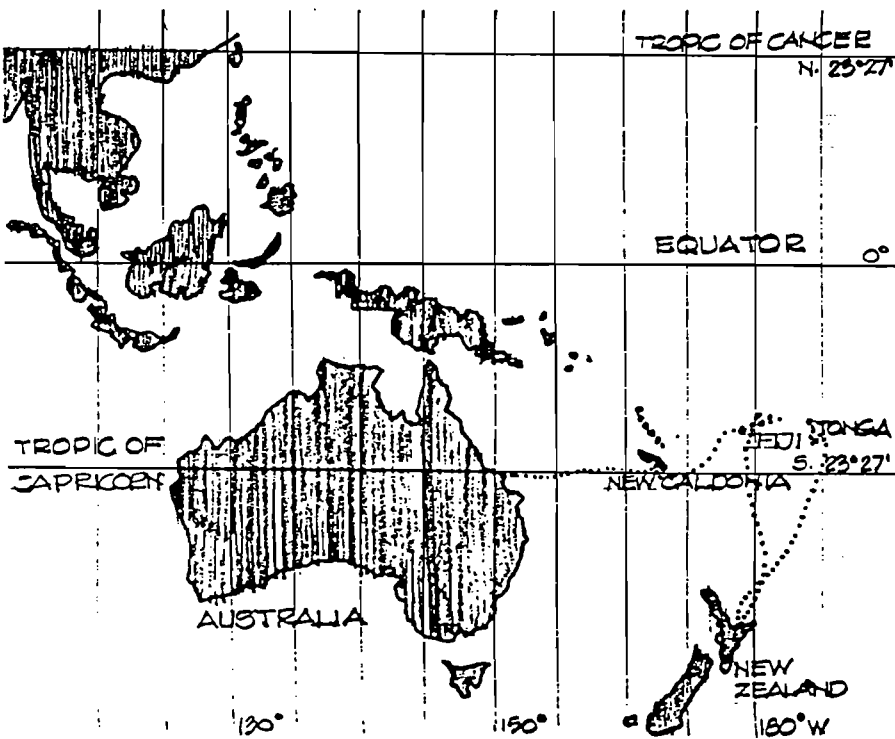 TROPIC OF CANCER
N. 23°27'
EQUATOR 0°
TROPIC OF
CAPRICORN
FIJI TONGA
S. 23°27'
NEW CALDONIA
AUSTRALIA
NEW
ZEALAND
130° 150° 180°W